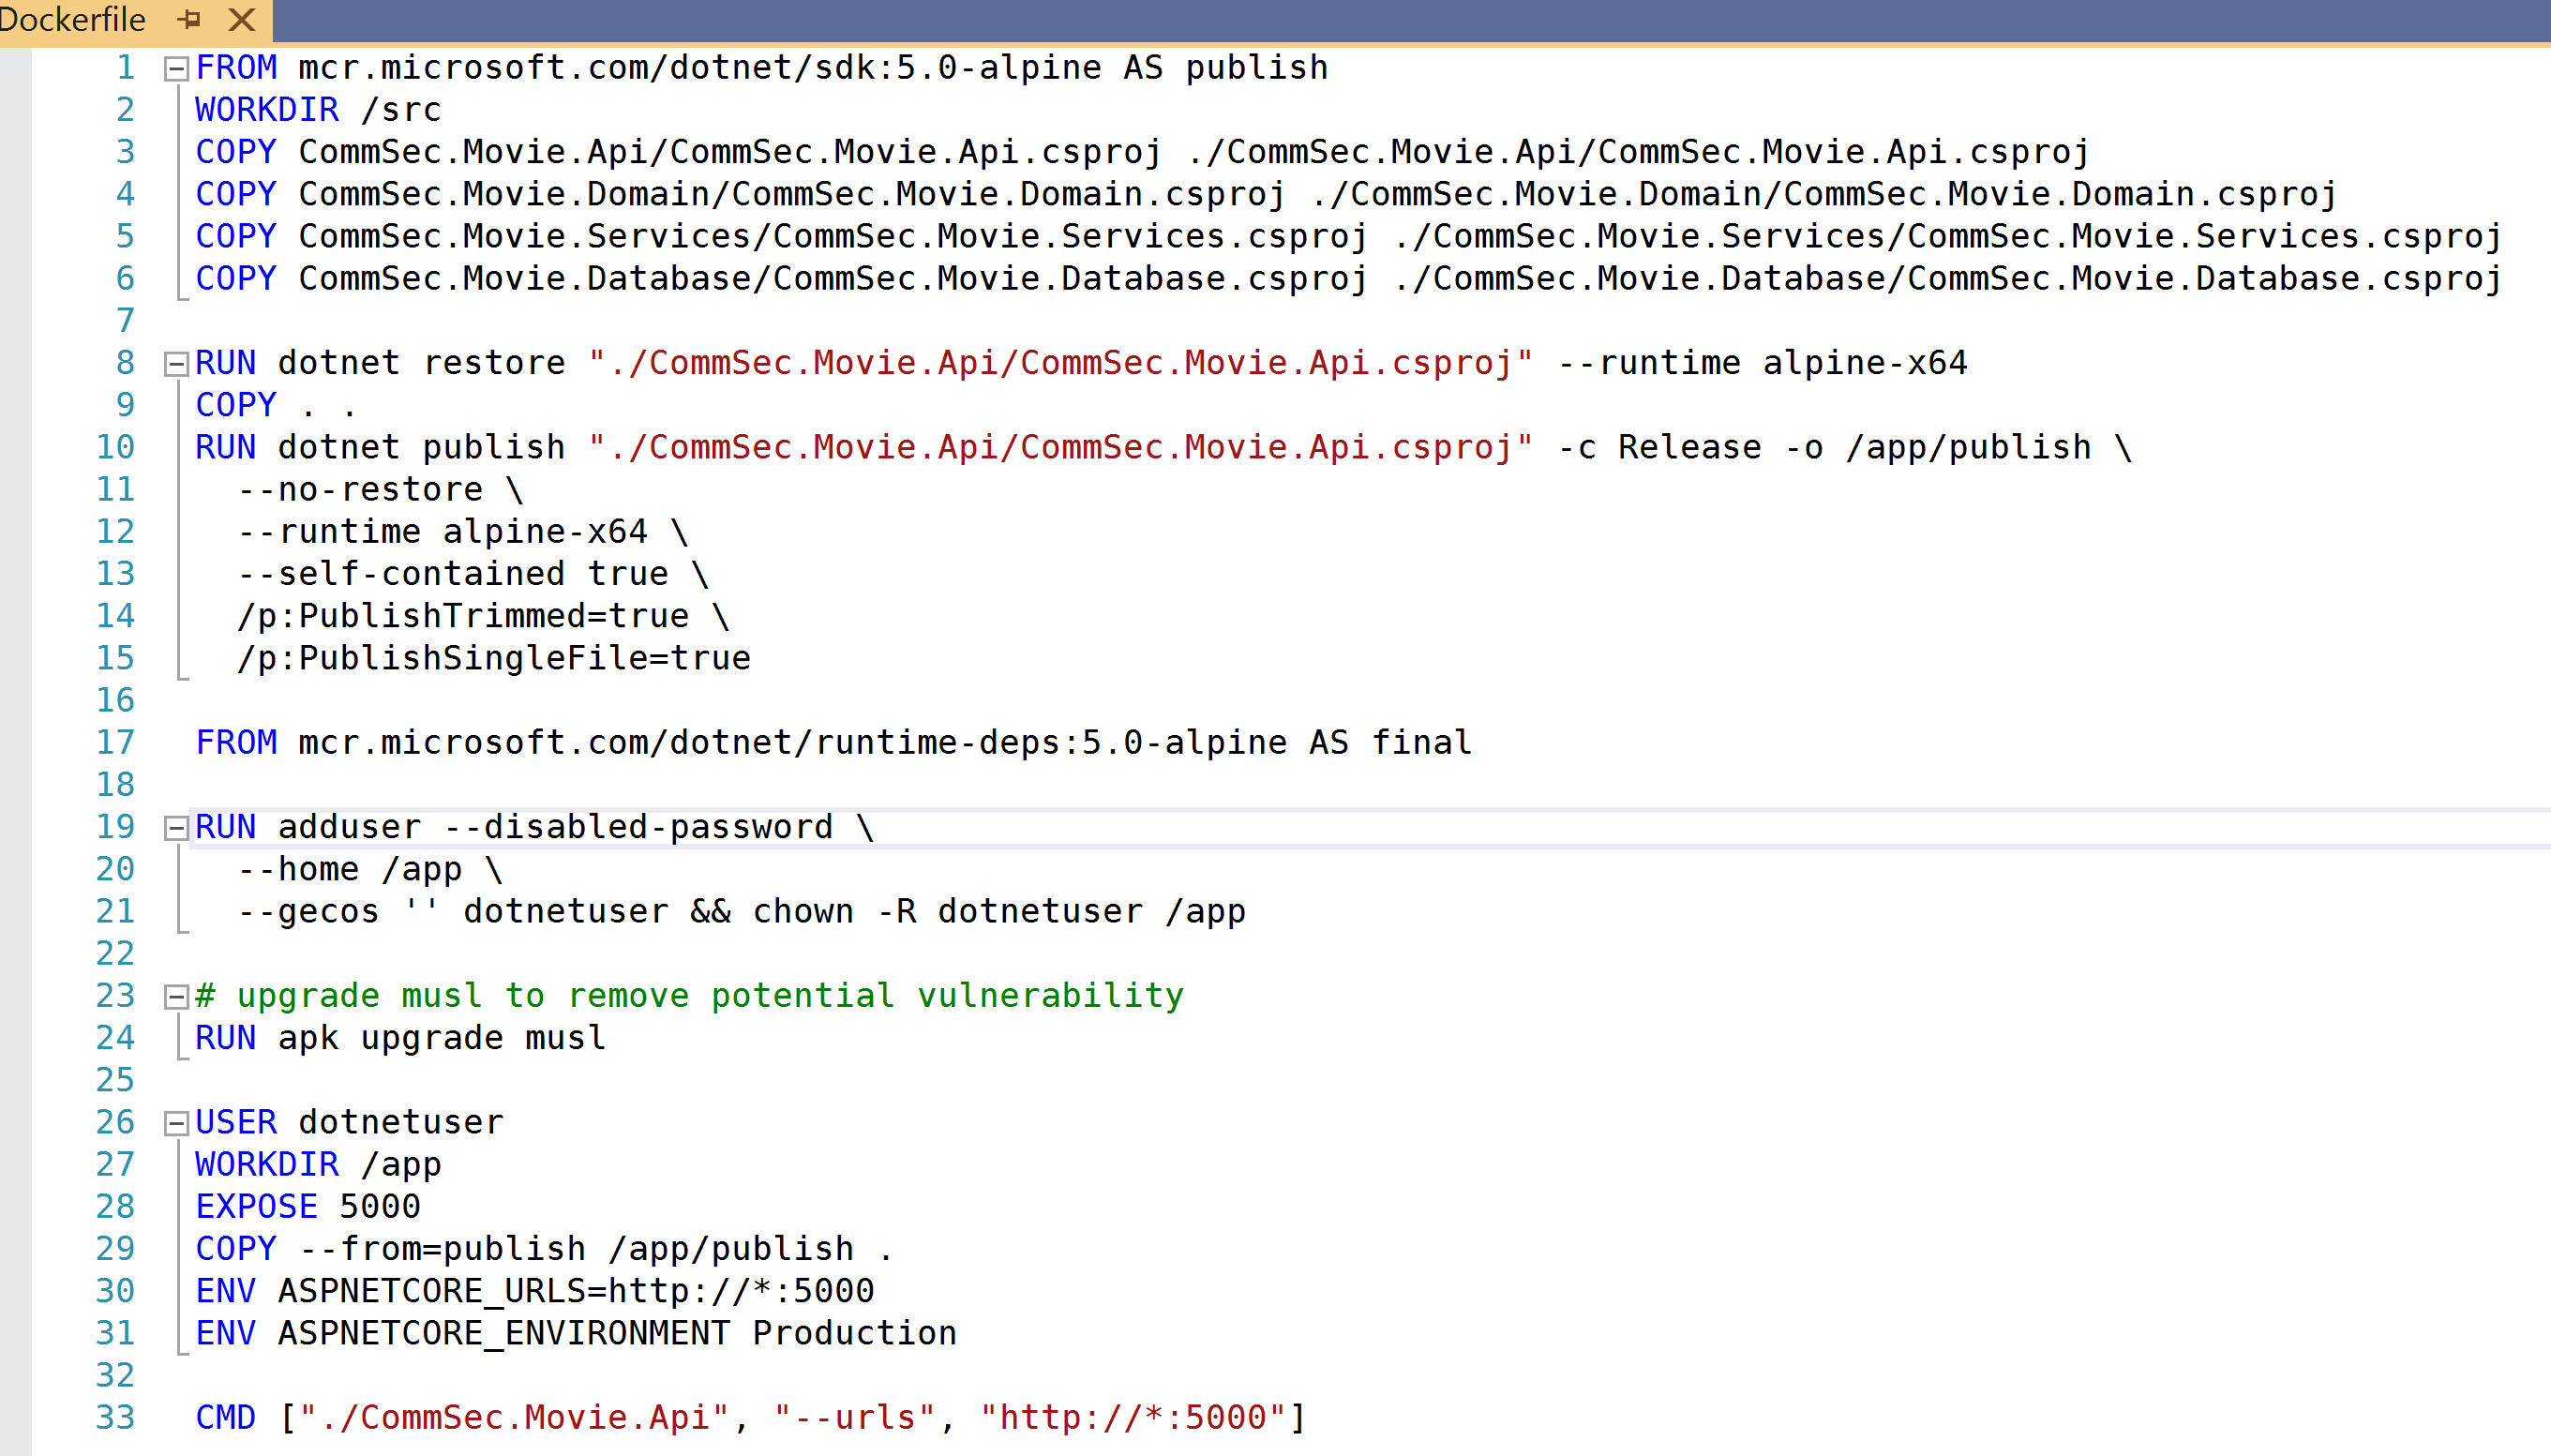 Dockerfile
1 FROM mcr.microsoft.com/dotnet/sdk:5.0-alpine AS publish
2 WORKDIR /src
3 COPY CommSec.Movie.Api/CommSec.Movie.Api.csproj ./CommSec.Movie.Api/CommSec.Movie.Api.csproj
4 COPY CommSec.Movie.Domain/CommSec.Movie.Domain.csproj ./CommSec.Movie.Domain/CommSec.Movie.Domain.csproj
5 COPY CommSec.Movie.Services/CommSec.Movie.Services.csproj ./CommSec.Movie.Services/CommSec.Movie.Services.csproj
6 COPY CommSec.Movie.Database/CommSec.Movie.Database.csproj ./CommSec.Movie.Database/CommSec.Movie.Database.csproj
7
8 RUN dotnet restore "./CommSec.Movie.Api/CommSec.Movie.Api.csproj" --runtime alpine-x64
9 COPY . .
10 RUN dotnet publish "./CommSec.Movie.Api/CommSec.Movie.Api.csproj" -c Release -o /app/publish \
11 --no-restore \
12 --runtime alpine-x64 \
13 --self-contained true \
14 /p:PublishTrimmed=true \
15 /p:PublishSingleFile=true
16
17 FROM mcr.microsoft.com/dotnet/runtime-deps:5.0-alpine AS final
18
19 RUN adduser --disabled-password \
20 --home /app \
21 --gecos '' dotnetuser && chown -R dotnetuser /app
22
23 # upgrade musl to remove potential vulnerability
24 RUN apk upgrade musl
25
26 USER dotnetuser
27 WORKDIR /app
28 EXPOSE 5000
29 COPY --from=publish /app/publish .
30 ENV ASPNETCORE_URLS=http://*:5000
31 ENV ASPNETCORE_ENVIRONMENT Production
32
33 CMD ["./CommSec.Movie.Api", "--urls", "http://*:5000"]